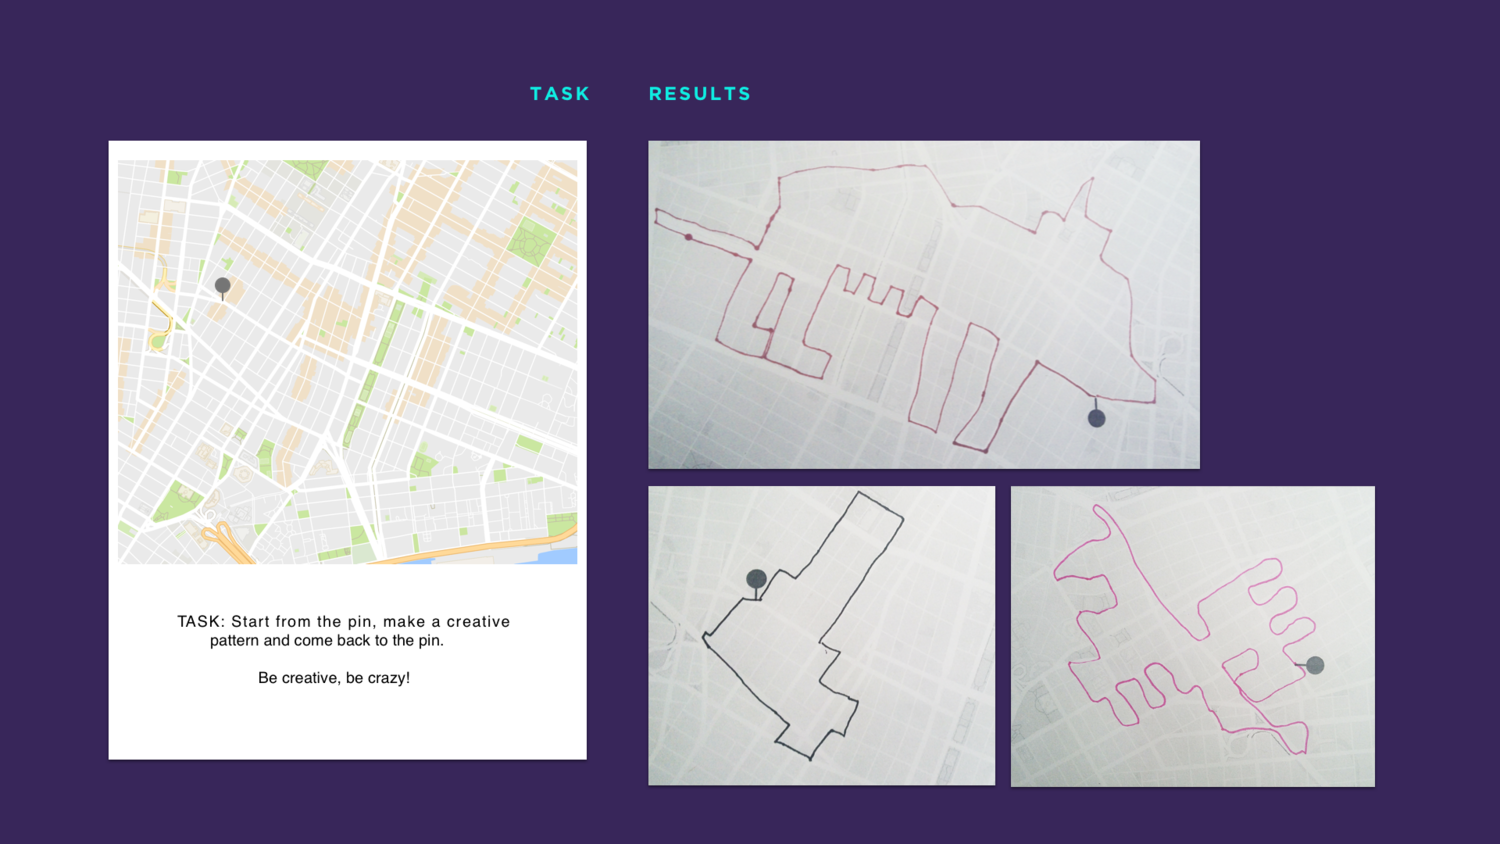 TASK
RESULTS
TASK: Start from the pin, make a creative
pattern and come back to the pin.
Be creative, be crazy!